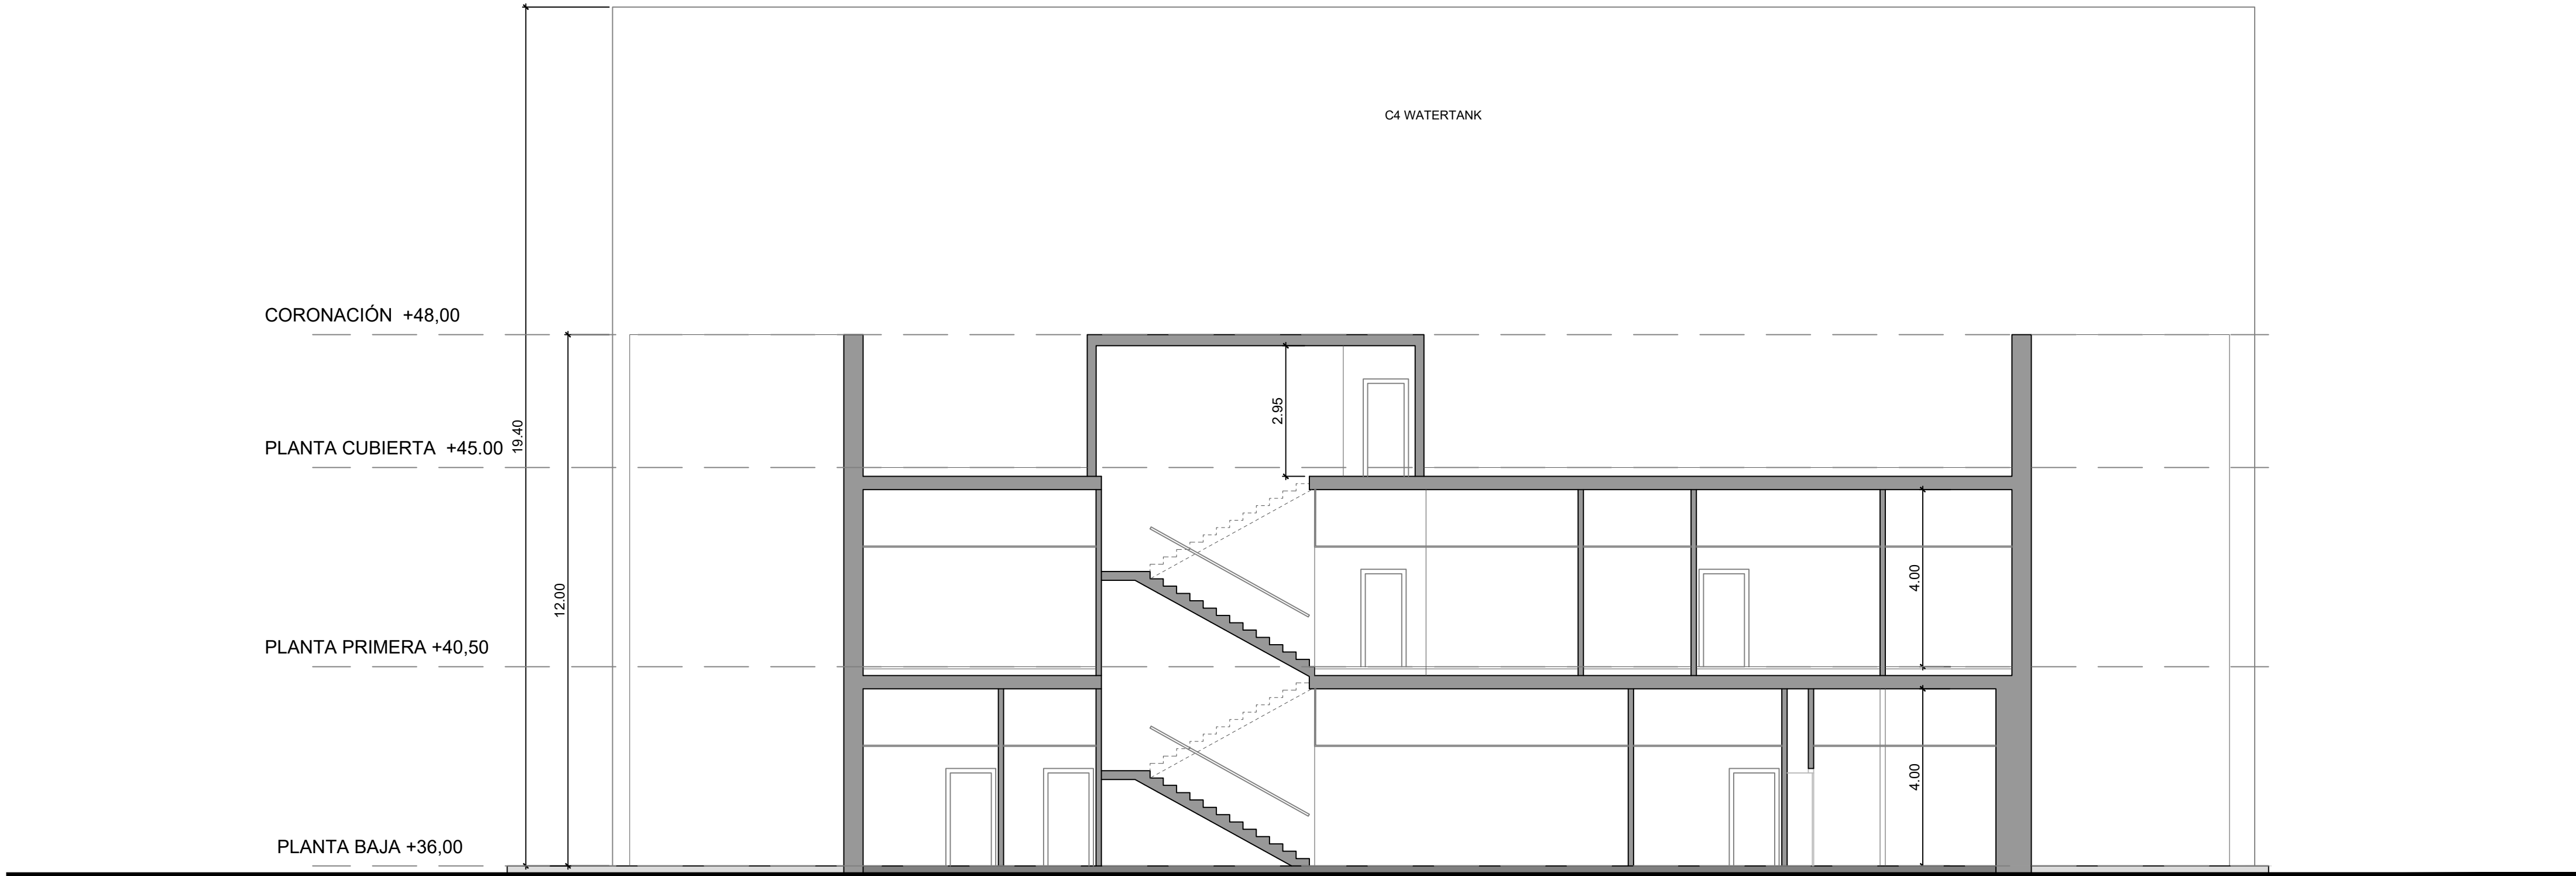 C4 WATERTANK
CORONACIÓN +48,00
2.95
19.40
PLANTA CUBIERTA +45.00
12.00
4.00
PLANTA PRIMERA +40,50
4.00
PLANTA BAJA +36,00